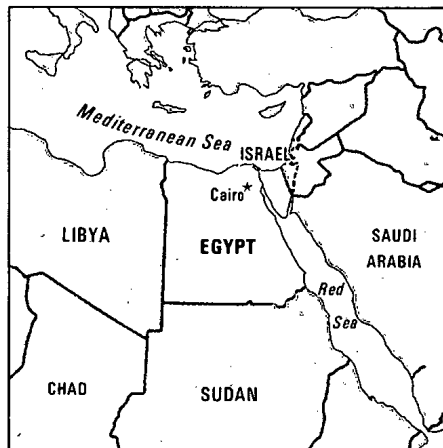 Mediterranean Sea
ISRAEL
Cairo
LIBYA
EGYPT
SAUDI
ARABIA
Red
Sea
CHAD
SUDAN